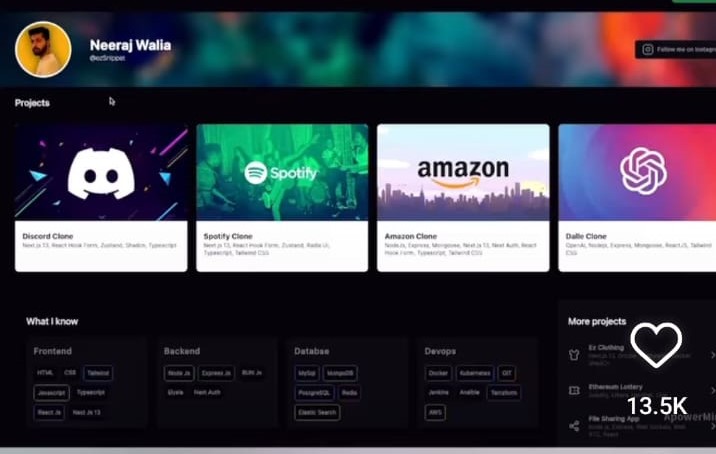 Neeraj Walia
@ezSnippet
Follow me on Instagr
Projects
Spotify
amazon
Discord Clone
Next js 13, React Hook Form, Zustand, Shadcn, Typescript
Spotify Clone
Next js 13, React Hook Form, Zustand, Radix UI,
Typescript, Tailwind CSS
Amazon Clone
NodeJs, Express, Mongoose, Next Js 13, Next Auth, React
Hook Form, Typescript, Tailwind CSS
Dalle Clone
OpenAi, NodeJs, Express, Mongoose, ReactJS, Tailwind
CSS
What I know
More projects
Frontend
Backend
Databse
Devops
HTML CSS Tailwind
Javascript Typescript
React Js Next Js 13
Node Js Express Js BUN Js
Elysia Next Auth
MySql MongoDB
PostgreSQL Redis
Elastic Search
Docker Kubernetes GIT
Jenkins Ansible Terraform
AWS
Ez Clothing
Ethereum Lottery
File Sharing App
13.5K